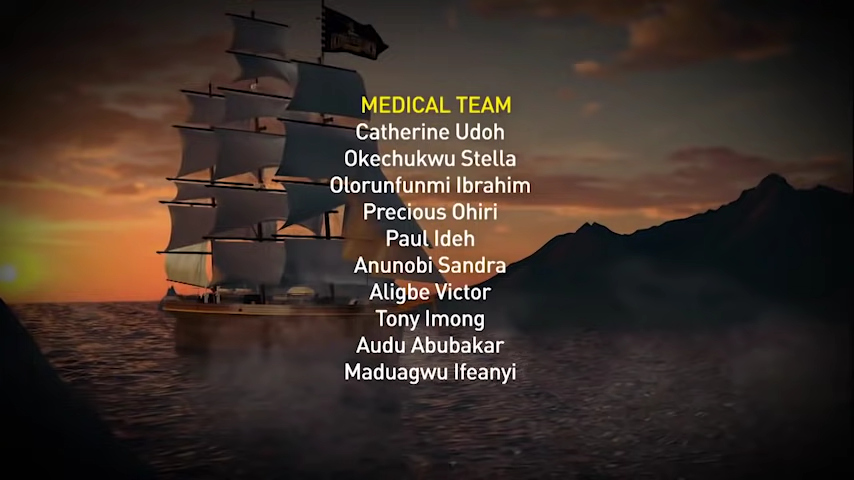 MEDICAL TEAM
Catherine Udoh
Okechukwu Stella
Olorunfunmi Ibrahim
Precious Ohiri
Paul Ideh
Anunobi Sandra
Aligbe Victor
Tony Imong
Audu Abubakar
Maduagwu Ifeanyi